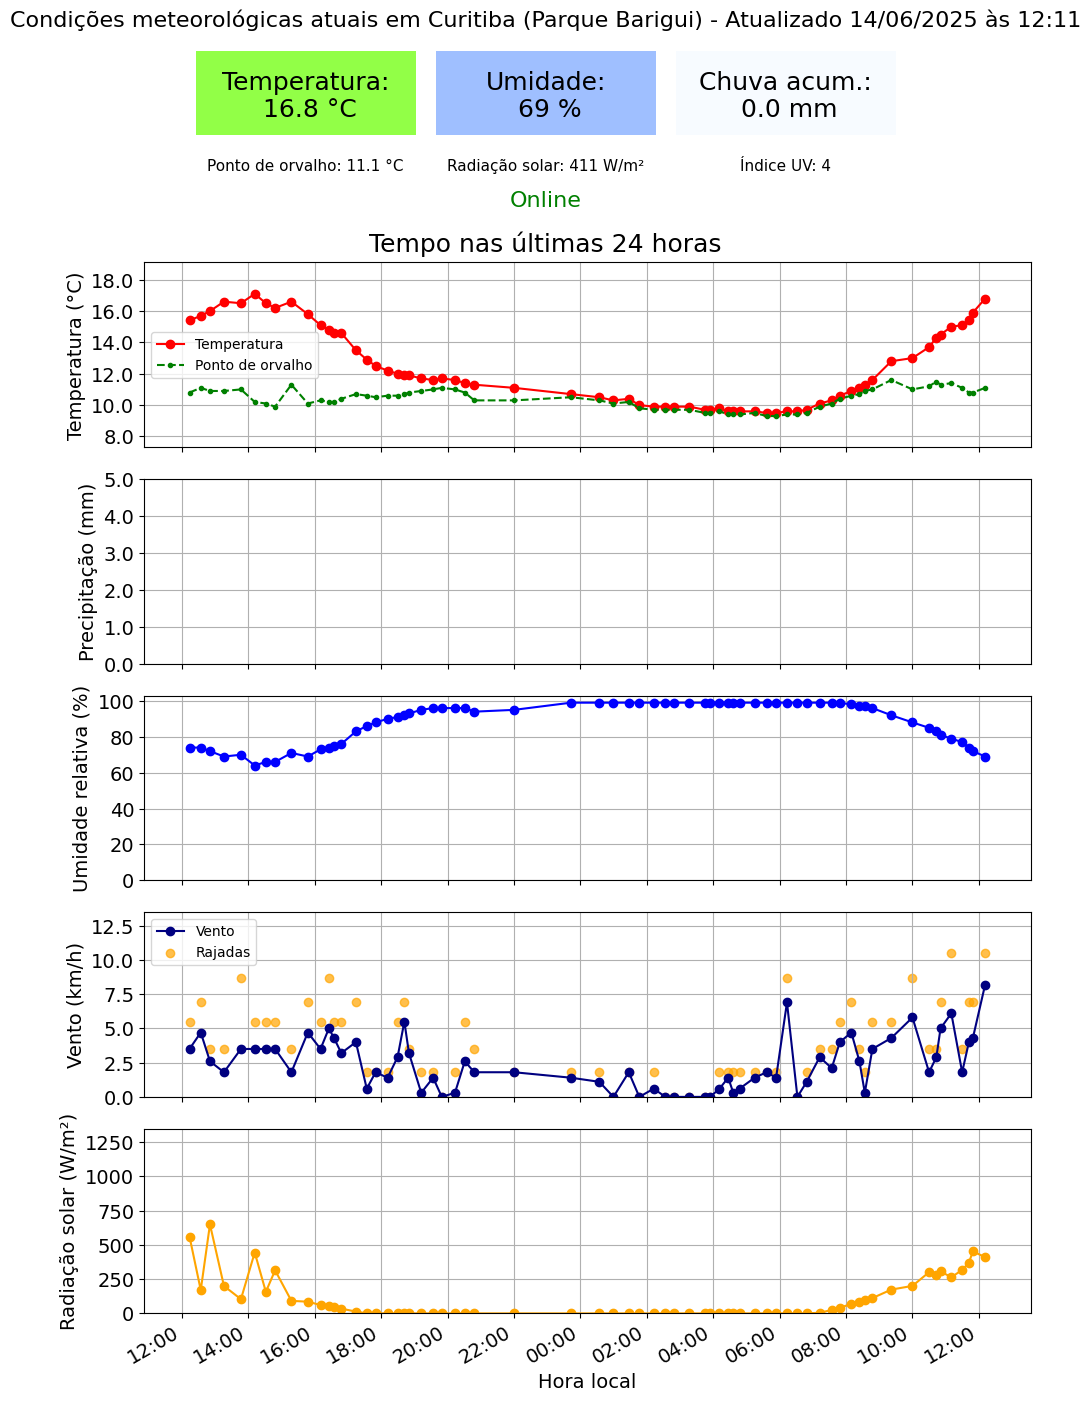 Condições meteorológicas atuais em Curitiba (Parque Barigui) - Atualizado 14/06/2025 às 12:11
Temperatura:
16.8 °C
Umidade:
69 %
Chuva acum.:
0.0 mm
Ponto de orvalho: 11.1 °C
Radiação solar: 411 W/m²
Índice UV: 4
Online
Tempo nas últimas 24 horas
Temperatura (°C)
18.0
16.0
14.0
12.0
10.0
8.0
Temperatura
Ponto de orvalho
Precipitação (mm)
5.0
4.0
3.0
2.0
1.0
0.0
Umidade relativa (%)
100
80
60
40
20
0
Vento (km/h)
12.5
10.0
7.5
5.0
2.5
0.0
Vento
Rajadas
Radiação solar (W/m²)
1250
1000
750
500
250
0
12:00
14:00
16:00
18:00
20:00
22:00
00:00
02:00
04:00
06:00
08:00
10:00
12:00
Hora local